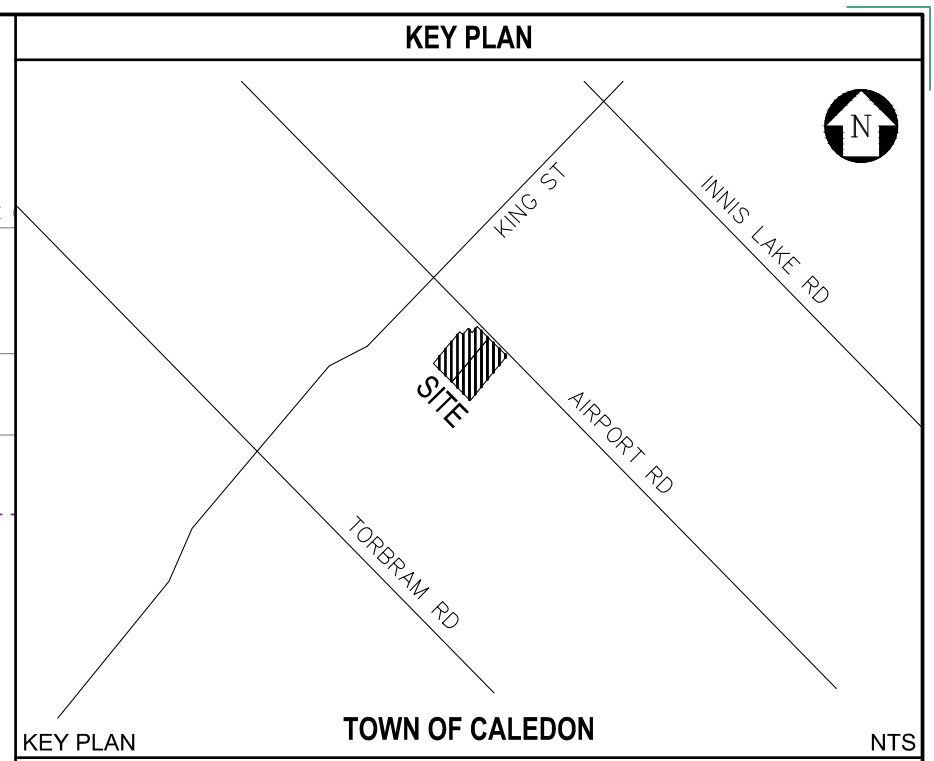 KEY PLAN
N
KING ST
INNIS LAKE RD
SITE
AIRPORT RD
TORBRAM RD
TOWN OF CALEDON
KEY PLAN
NTS